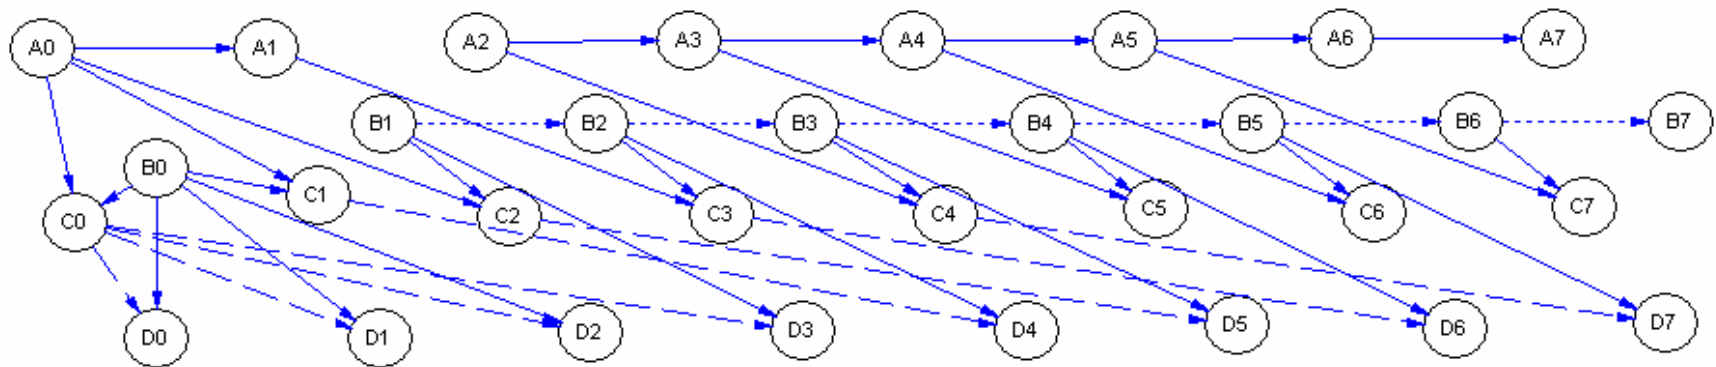 A0 A1 A2 A3 A4 A5 A6 A7
B1 B2 B3 B4 B5 B6 B7
B0
C0 C1 C2 C3 C4 C5 C6 C7
D0 D1 D2 D3 D4 D5 D6 D7